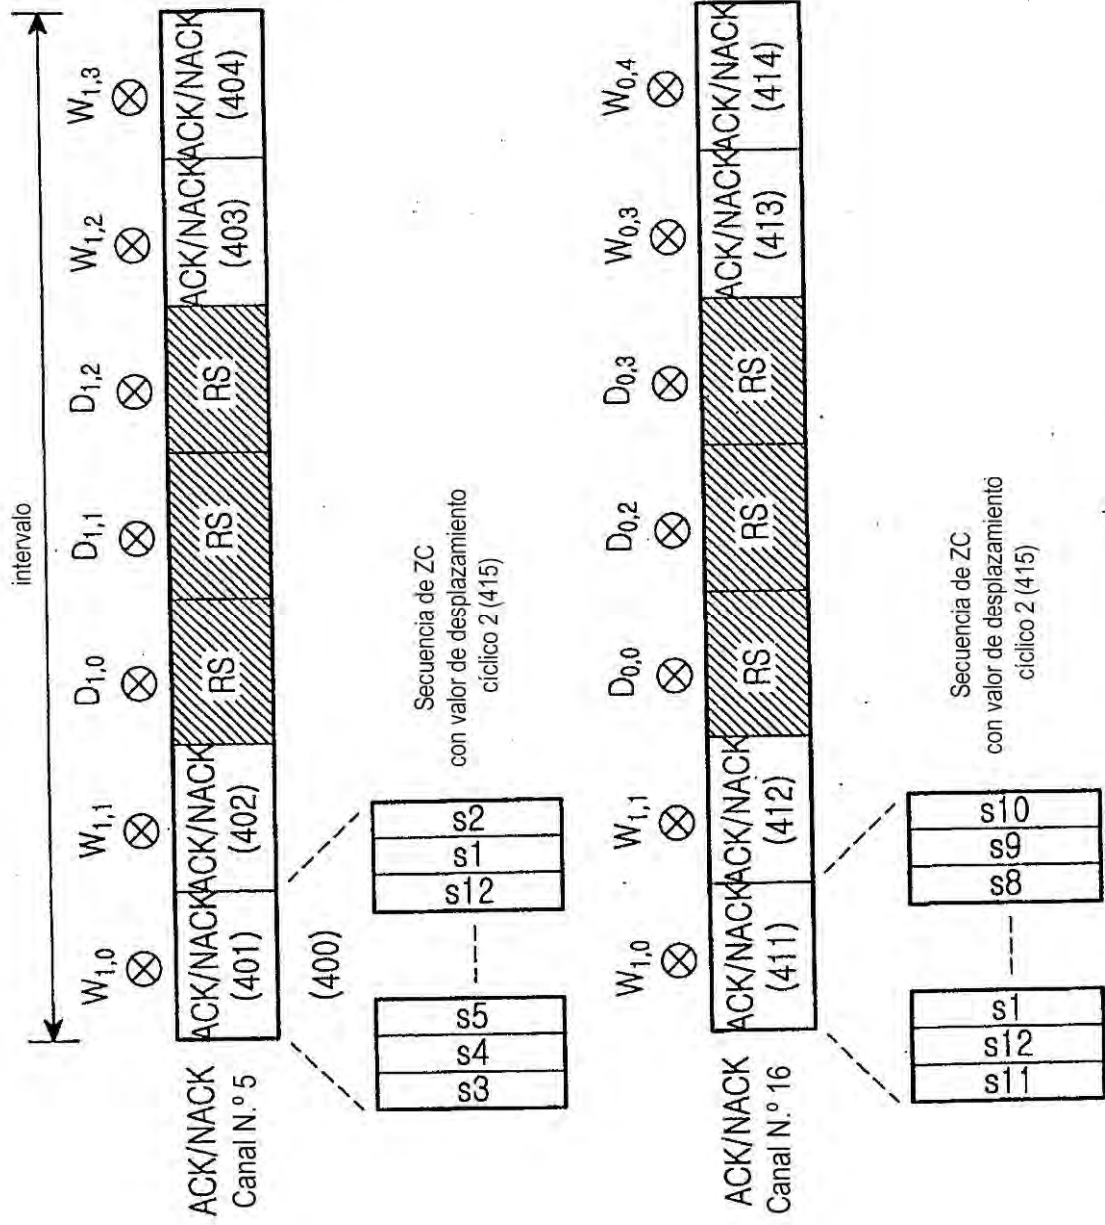 intervalo
W1,0 W1,1 D1,0 D1,1 D1,2 W1,2 W1,3
ACK/NACK
Canal N.º 5
ACK/NACK (401)
ACK/NACK (402)
RS
RS
RS
ACK/NACK (403)
ACK/NACK (404)
(400)
s3 s4 s5
s12 s1 s2
Secuencia de ZC
con valor de desplazamiento
cíclico 2 (415)
W1,0 W1,1 D0,0 D0,2 D0,3 W0,3 W0,4
ACK/NACK
Canal N.º 16
ACK/NACK (411)
ACK/NACK (412)
RS
RS
RS
ACK/NACK (413)
ACK/NACK (414)
s11 s12 s1
s8 s9 s10
Secuencia de ZC
con valor de desplazamiento
cíclico 2 (415)